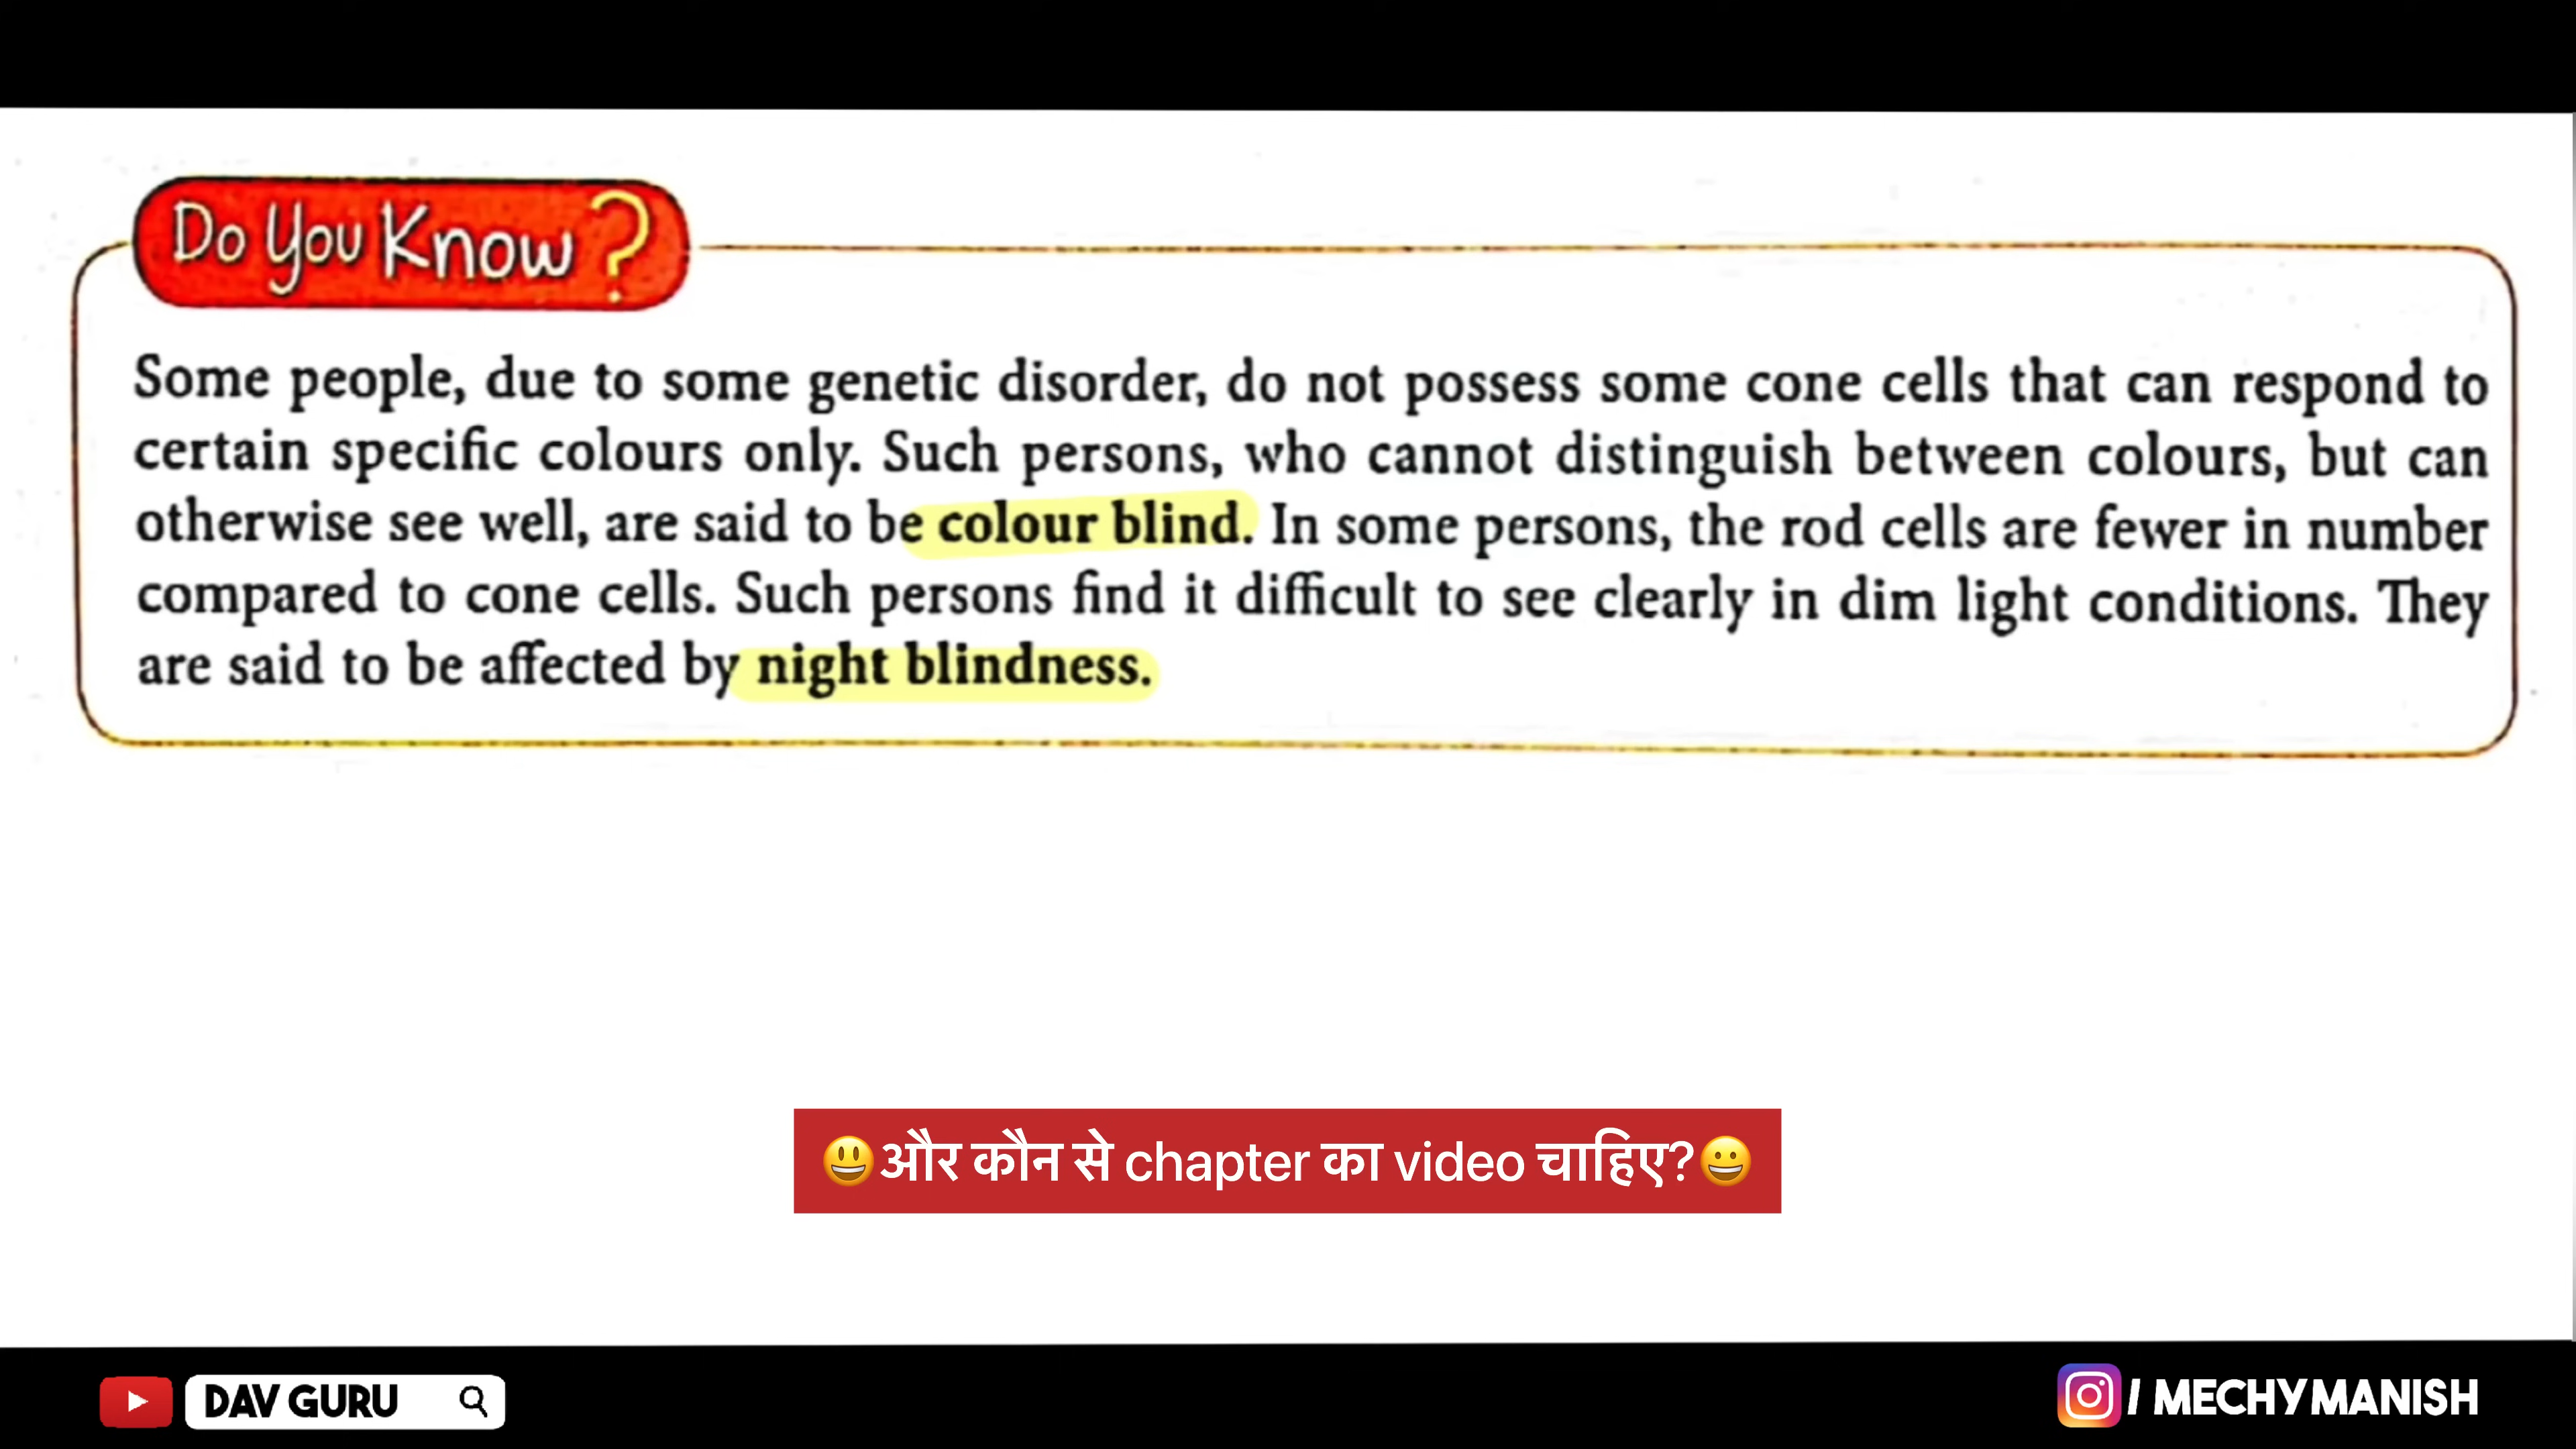 Do You Know?
Some people, due to some genetic disorder, do not possess some cone cells that can respond to
certain specific colours only. Such persons, who cannot distinguish between colours, but can
otherwise see well, are said to be colour blind. In some persons, the rod cells are fewer in number
compared to cone cells. Such persons find it difficult to see clearly in dim light conditions. They
are said to be affected by night blindness.
😃और कौन से chapter का video चाहिए?😀
DAV GURU
/ MECHYMANISH